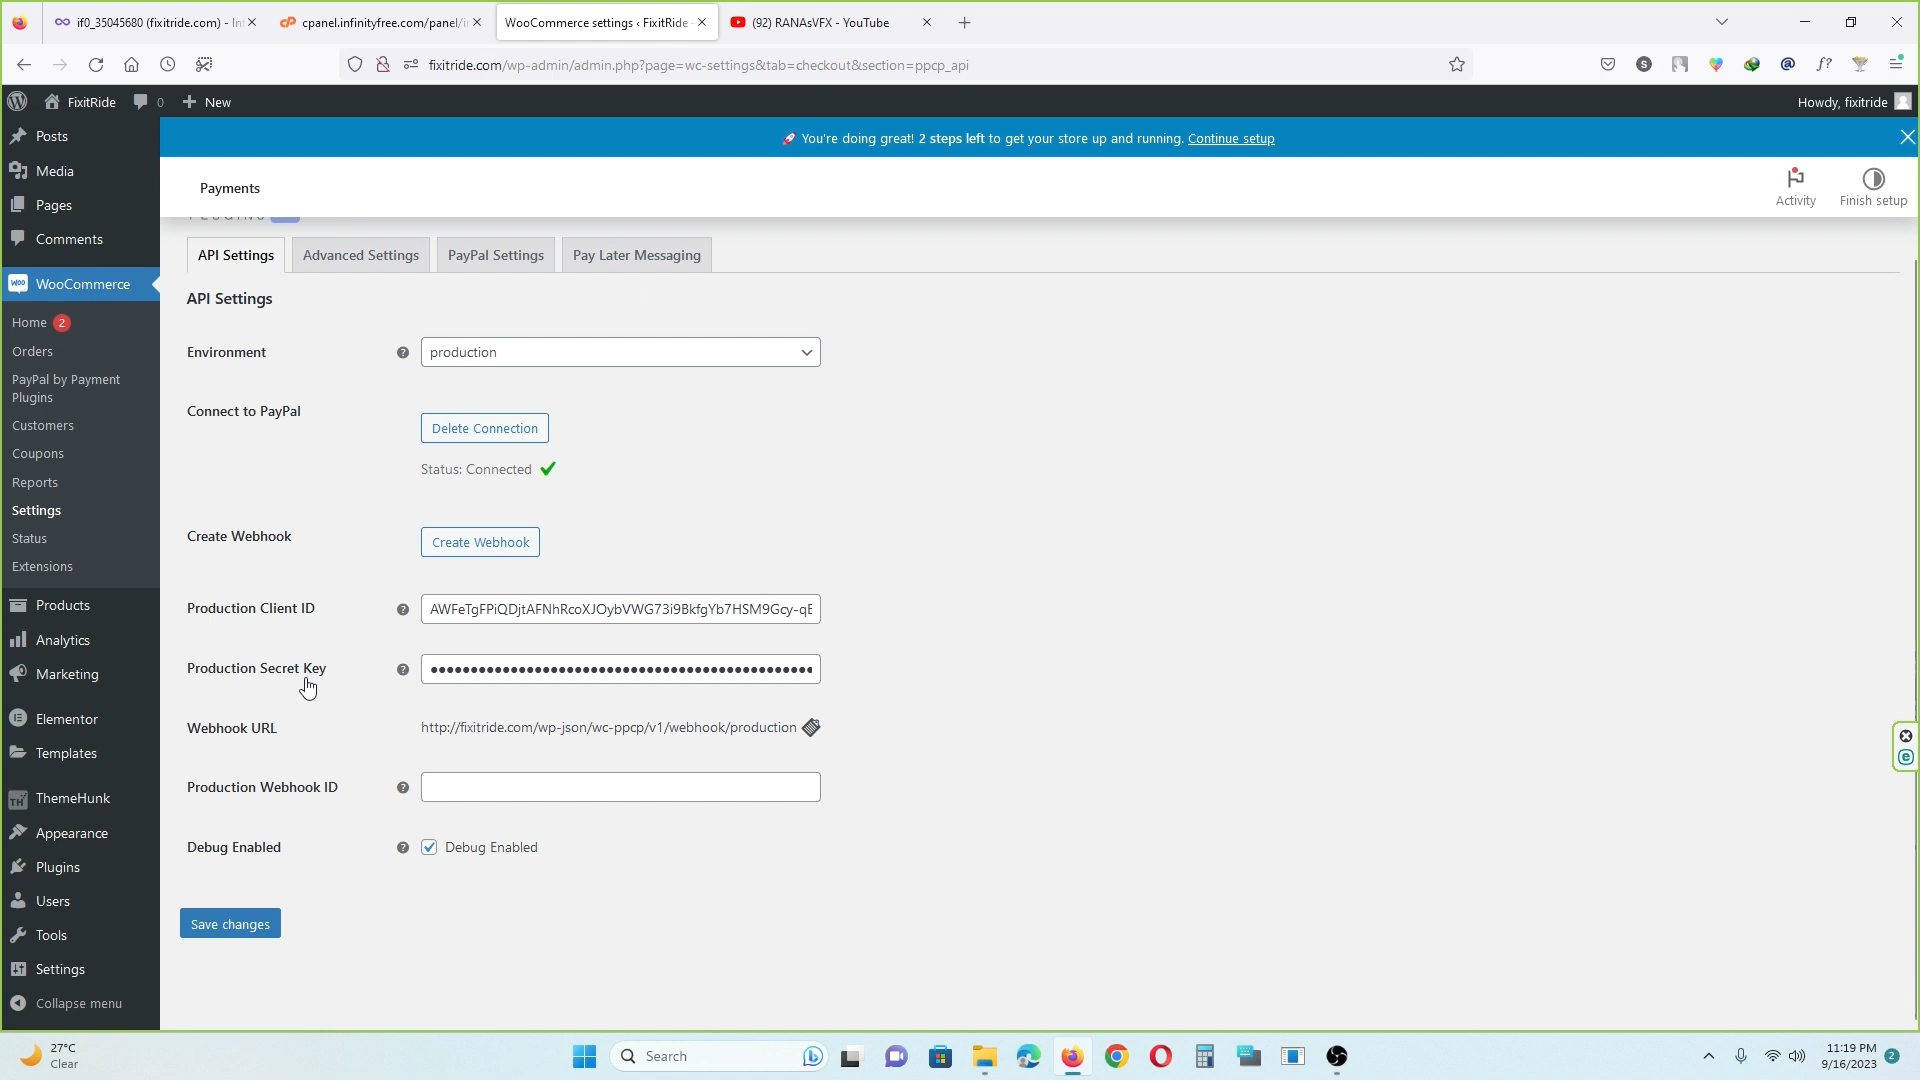 if0_35045680 (fixitride.com) - In
cpanel.infinityfree.com/panel/i
WooCommerce settings ‹ FixitRide -
(92) RANAsVFX - YouTube
fixitride.com/wp-admin/admin.php?page=wc-settings&tab=checkout&section=ppcp_api
FixitRide
0
New
Howdy, fixitride
Posts
Media
Pages
Comments
WooCommerce
Home 2
Orders
PayPal by Payment
Plugins
Customers
Coupons
Reports
Settings
Status
Extensions
Products
Analytics
Marketing
Elementor
Templates
ThemeHunk
Appearance
Plugins
Users
Tools
Settings
Collapse menu
🚀 You're doing great! 2 steps left to get your store up and running. Continue setup
Payments
Activity
Finish setup
PLUGINS
API Settings
Advanced Settings
PayPal Settings
Pay Later Messaging
API Settings
Environment
production
Connect to PayPal
Delete Connection
Status: Connected
Create Webhook
Create Webhook
Production Client ID
AWFeTgFPiQDjtAFNhRcoXJOybVWG73i9BkfgYb7HSM9Gcy-qE
Production Secret Key
Webhook URL
http://fixitride.com/wp-json/wc-ppcp/v1/webhook/production
Production Webhook ID
Debug Enabled
Debug Enabled
Save changes
27°C
Clear
Search
11:19 PM
9/16/2023
2